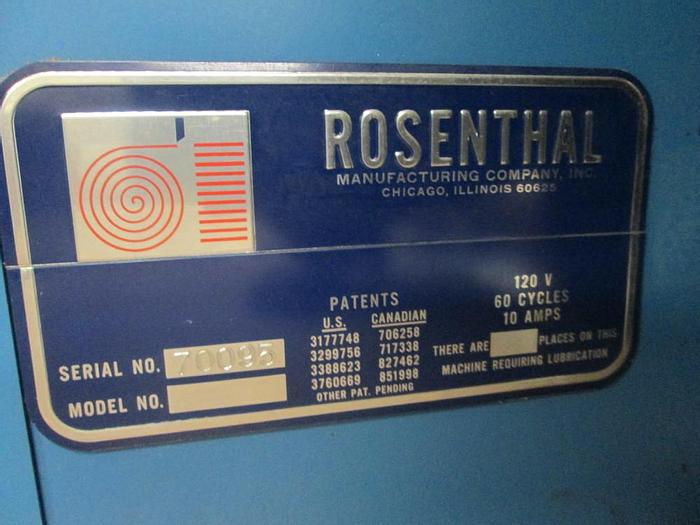 ROSENTHAL
MANUFACTURING COMPANY, INC.
CHICAGO, ILLINOIS 60625
120 V
60 CYCLES
10 AMPS
PATENTS
U.S. CANADIAN
3177748 706258
3299756 717338
3388623 827462
3760669 851998
OTHER PAT. PENDING
THERE ARE PLACES ON THIS
MACHINE REQUIRING LUBRICATION
SERIAL NO. 70095
MODEL NO.